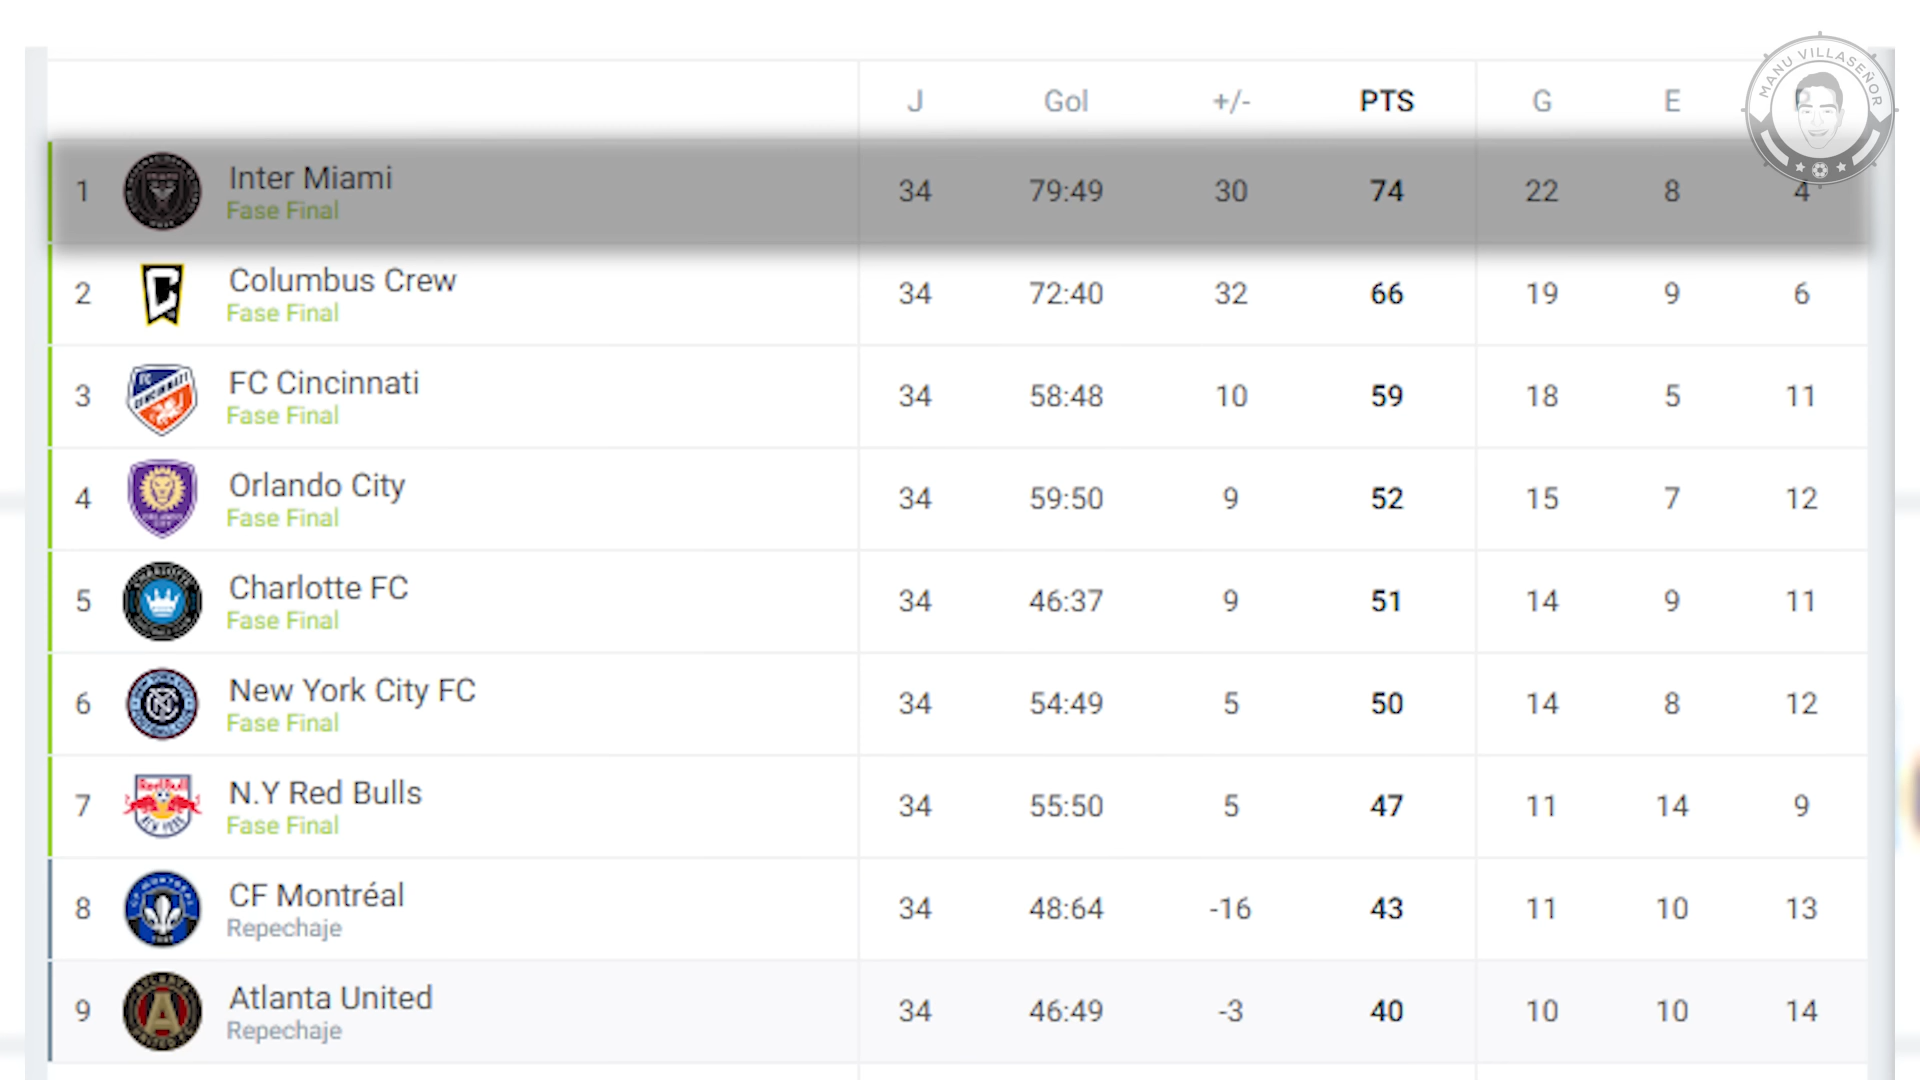 J Gol +/- PTS G E
MANU VILLASEÑOR
1 Inter Miami 34 79:49 30 74 22 8 4
Fase Final
2 Columbus Crew 34 72:40 32 66 19 9 6
Fase Final
3 FC Cincinnati 34 58:48 10 59 18 5 11
Fase Final
4 Orlando City 34 59:50 9 52 15 7 12
Fase Final
5 Charlotte FC 34 46:37 9 51 14 9 11
Fase Final
6 New York City FC 34 54:49 5 50 14 8 12
Fase Final
7 N.Y Red Bulls 34 55:50 5 47 11 14 9
Fase Final
8 CF Montréal 34 48:64 -16 43 11 10 13
Repechaje
9 Atlanta United 34 46:49 -3 40 10 10 14
Repechaje